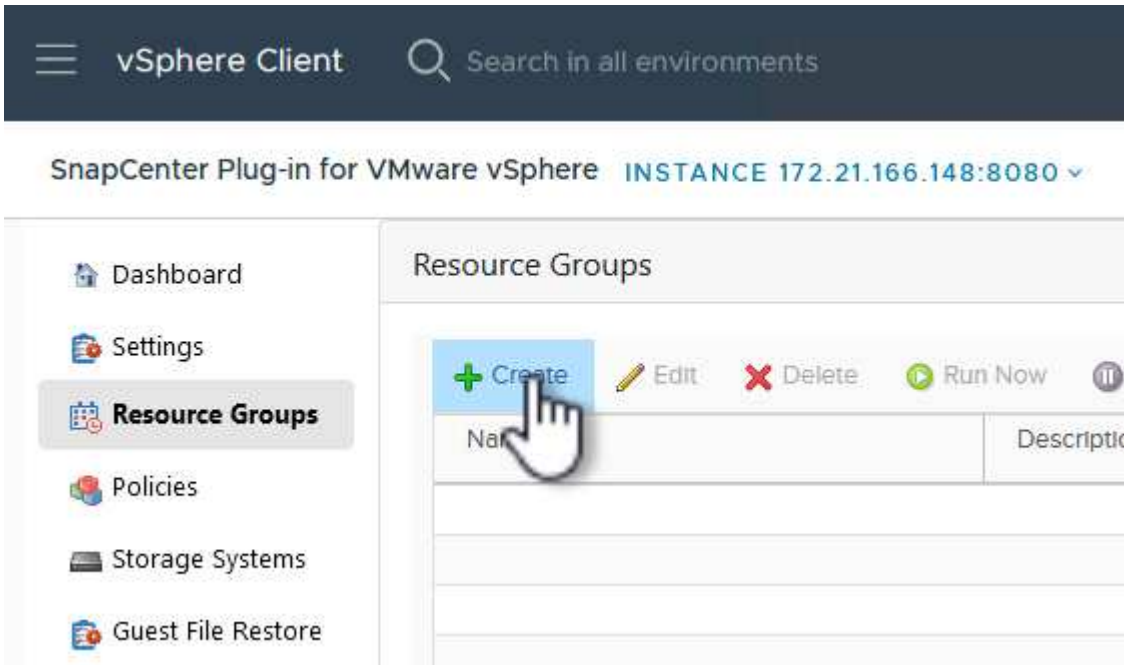 vSphere Client Search in all environments
SnapCenter Plug-in for VMware vSphere INSTANCE 172.21.166.148:8080
Dashboard
Settings
Resource Groups
Policies
Storage Systems
Guest File Restore
Resource Groups
Create Edit Delete Run Now